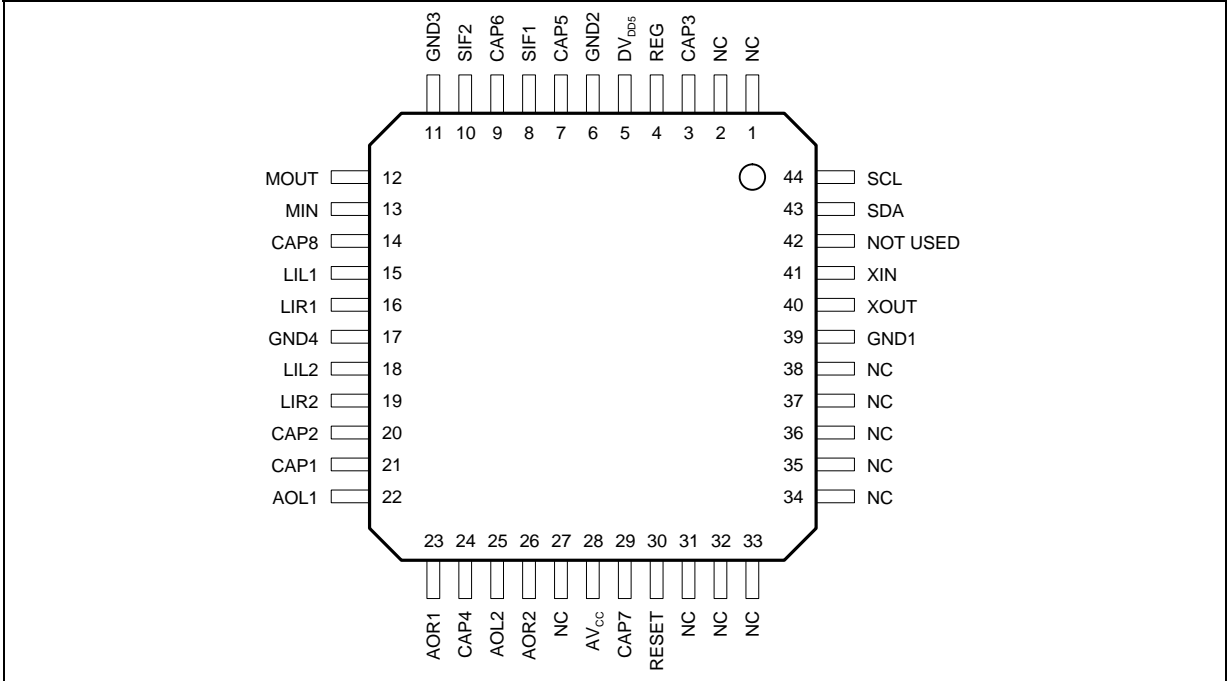 GND3 SIF2 CAP6 SIF1 CAP5 GND2 DVDD5 REG CAP3 NC NC
11 10 9 8 7 6 5 4 3 2 1
MOUT 12
MIN 13
CAP8 14
LIL1 15
LIR1 16
GND4 17
LIL2 18
LIR2 19
CAP2 20
CAP1 21
AOL1 22
44 SCL
43 SDA
42 NOT USED
41 XIN
40 XOUT
39 GND1
38 NC
37 NC
36 NC
35 NC
34 NC
23 24 25 26 27 28 29 30 31 32 33
AOR1 CAP4 AOL2 AOR2 NC AVCC CAP7 RESET NC NC NC